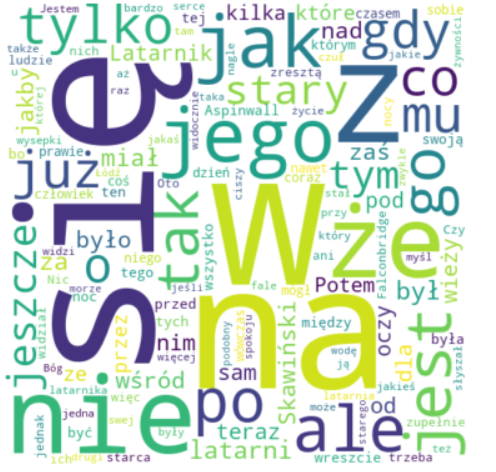 Jestem
bardzo
serce
tej
kilka
które
czasem
sobie
tylko
nich
tam
jak
nad
gdy
także
ludzie
Latarnik
którym
jakie
żywności
aż
raz
nagle
zresztą
czuł
się
z
co
u
której
jakby
stary
mu
taka
życie
Aspinwall
widocznie
nocy
wysepki
bo
prawie
jakaś
jego
zaś
swoją
już
miał
dzień
nawet
tym
go
zwykle
Łódź
coś
ciszy
coraz
człowiek
ten
Oto
tak
w
że
stał
pod
przy
jeszcze
było
niego
wszystko
który
Czy
widzi
za
o
tego
jeśli
ani
Falconbridge
myśl
wieży
Nic
morze
fale
mógł
Potem
był
widział
noc
przed
na
między
oczy
jest
była
słyszał
Bóg
ze
przez
tych
nim
więcej
podobny
spokoju
Skawiński
wodę
ją
dla
latarnika
wśród
sam
jakieś
nie
jedna
więc
swej
po
latarnia
od
zupełnie
może
starego
ale
jednak
być
były
teraz
ich
drugi
starca
latarni
wreszcie
trzeba
też